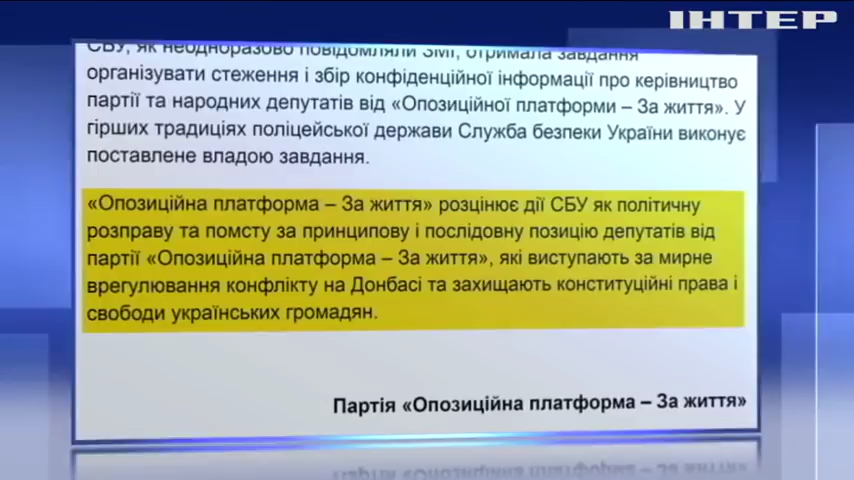 ІНТЕР
СБУ, як неодноразово повідомляли ЗМІ, отримала завдання
організувати стеження і збір конфіденційної інформації про керівництво
партії та народних депутатів від «Опозиційної платформи – За життя». У
гірших традиціях поліцейської держави Служба безпеки України виконує
поставлене владою завдання.
«Опозиційна платформа – За життя» розцінює дії СБУ як політичну
розправу та помсту за принципову і послідовну позицію депутатів від
партії «Опозиційна платформа – За життя», які виступають за мирне
врегулювання конфлікту на Донбасі та захищають конституційні права і
свободи українських громадян.
Партія «Опозиційна платформа – За життя»